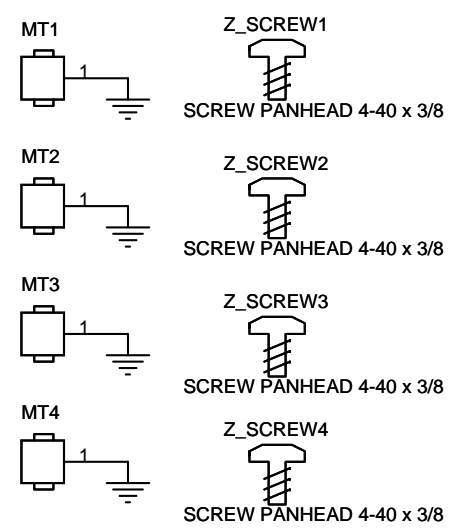 MT1
Z_SCREW1
1
SCREW PANHEAD 4-40 x 3/8
MT2
Z_SCREW2
1
SCREW PANHEAD 4-40 x 3/8
MT3
Z_SCREW3
1
SCREW PANHEAD 4-40 x 3/8
MT4
Z_SCREW4
1
SCREW PANHEAD 4-40 x 3/8